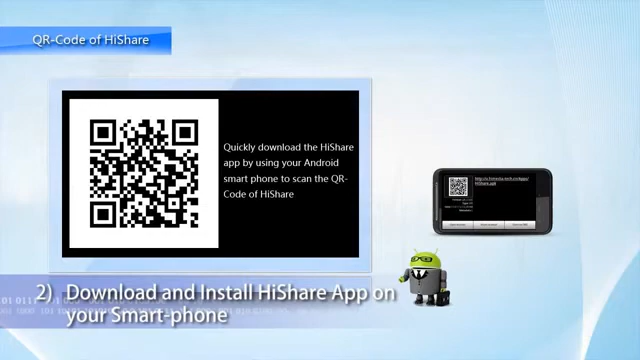 QR-Code of HiShare
Quickly download the HiShare
app by using your Android
smart phone to scan the QR-
Code of HiShare
2) Download and Install HiShare App on
your Smart-phone